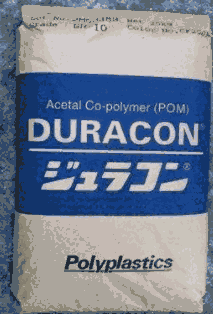 Acetal Co-polymer (POM)
DURACON
ジュラコン®
Polyplastics